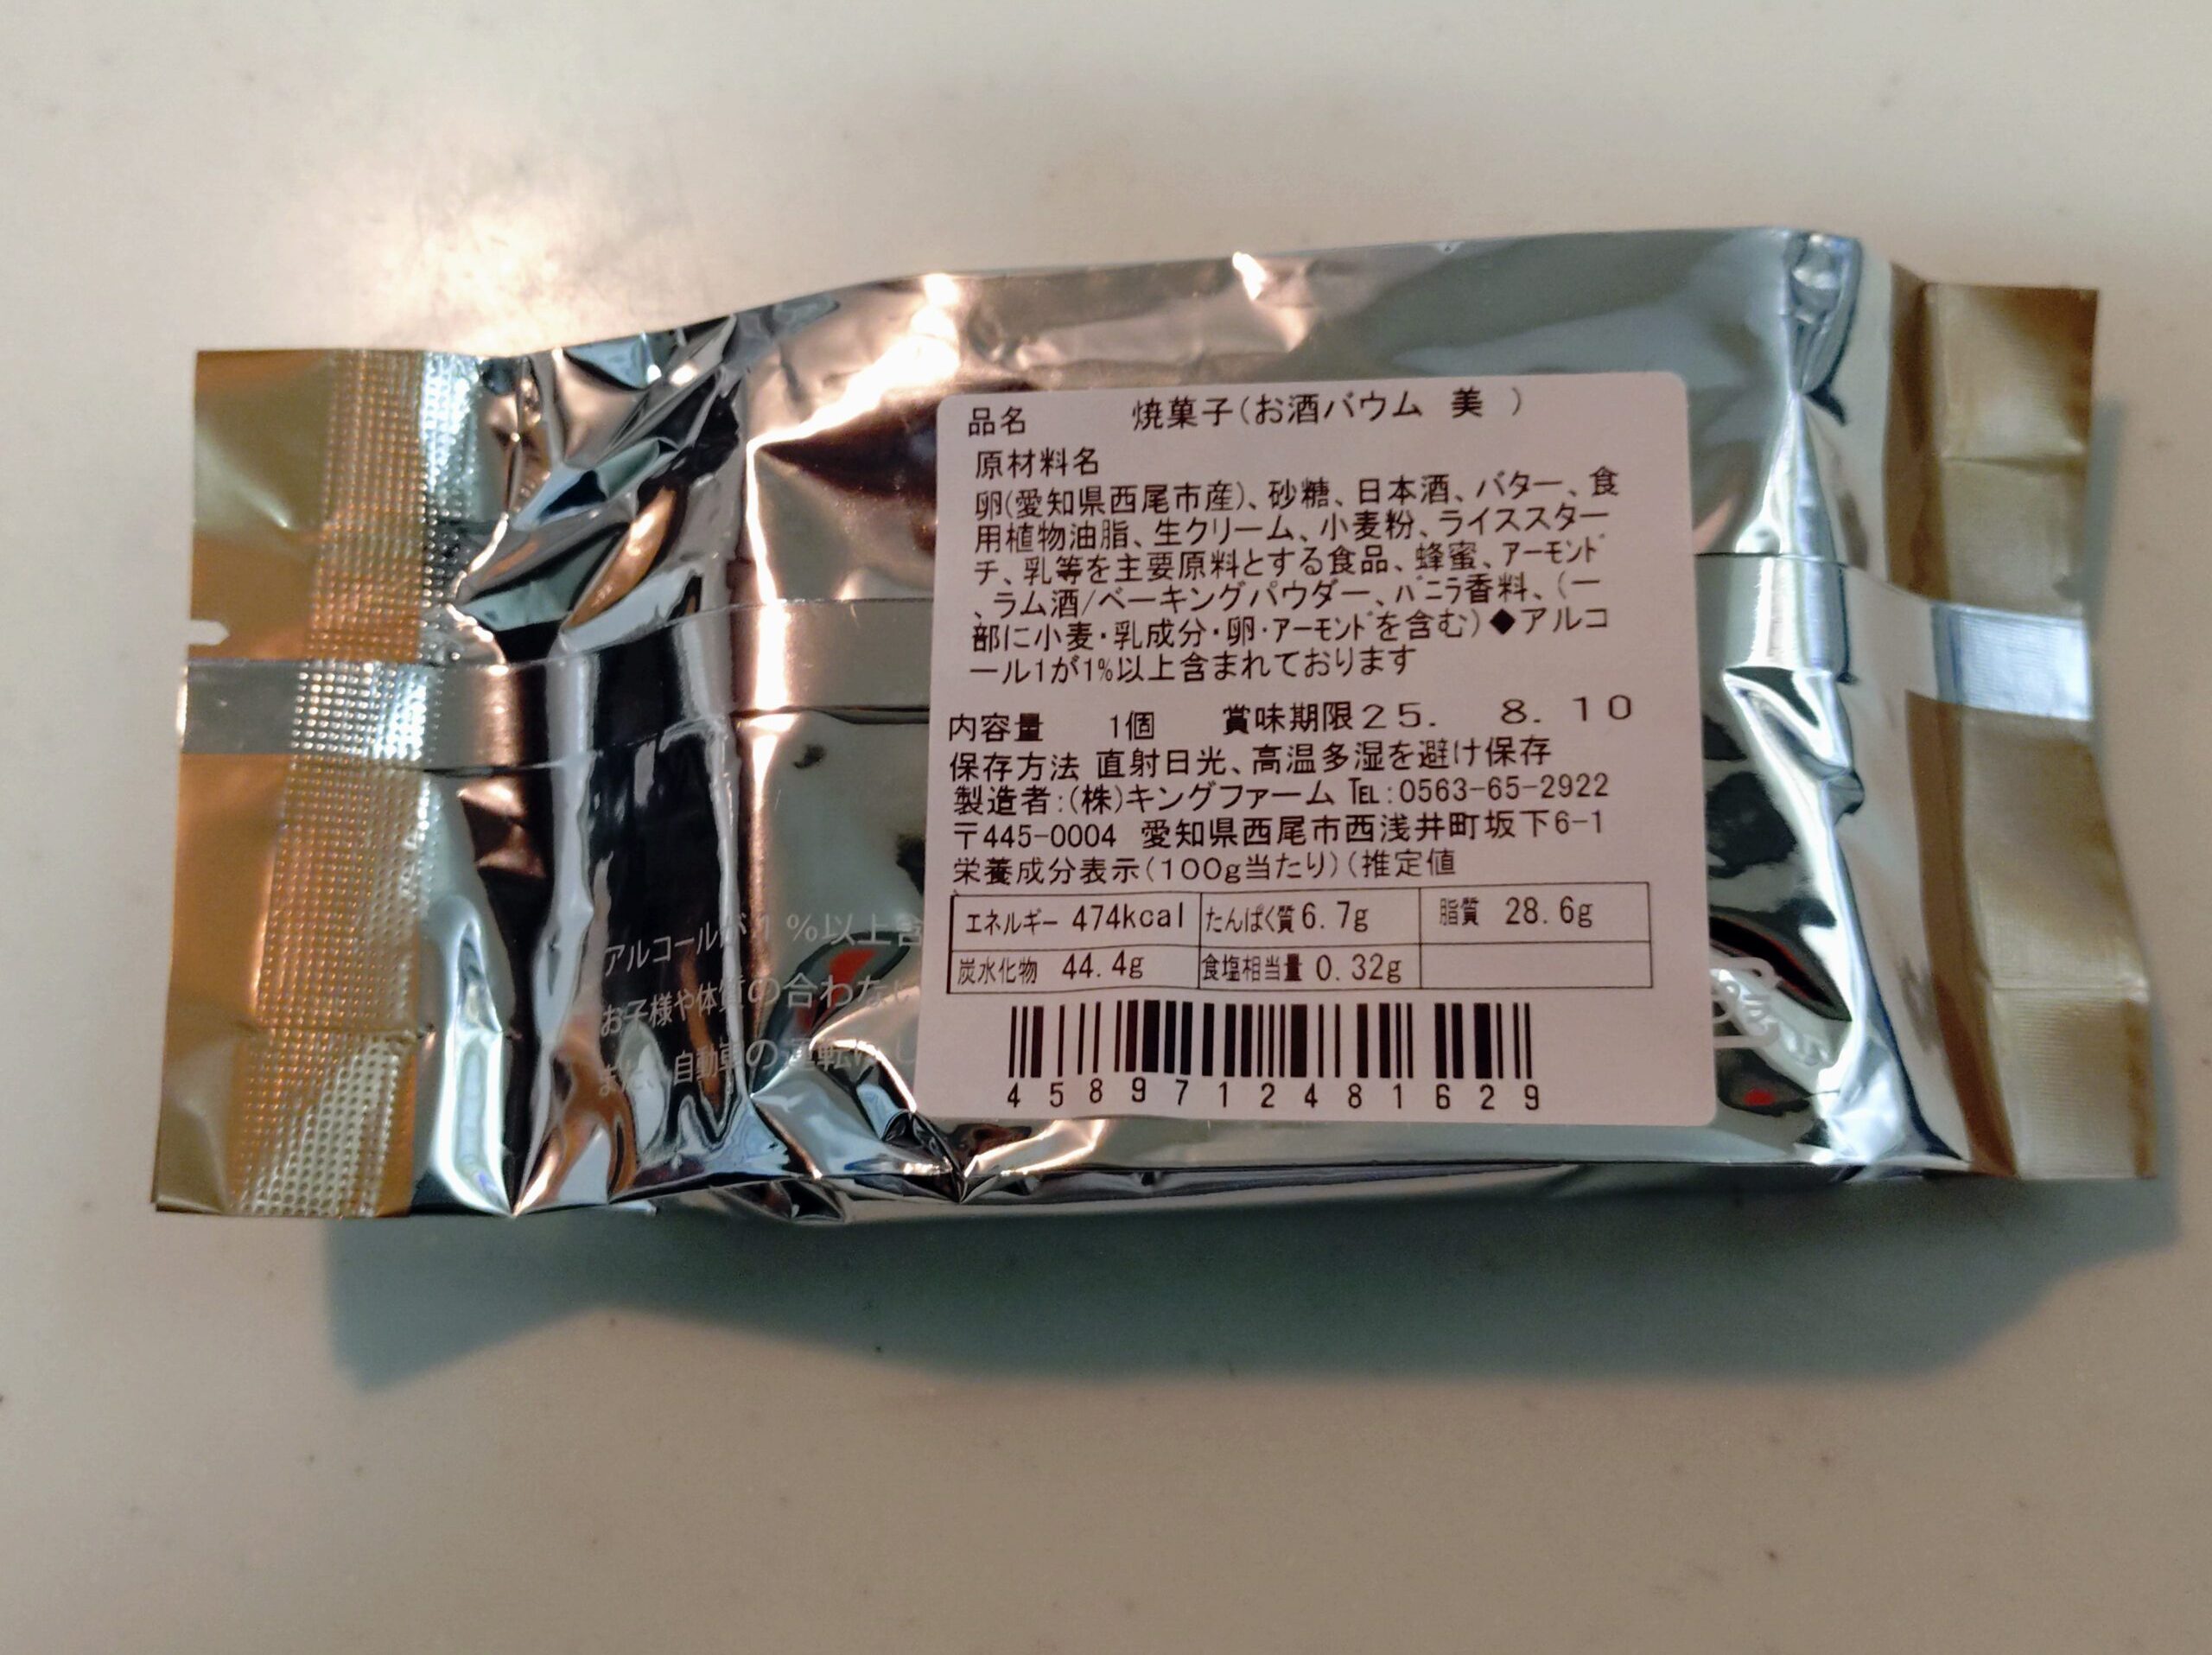 品名 焼菓子(お酒バウム 美 )
原材料名
卵(愛知県西尾市産)、砂糖、日本酒、バター、食
用植物油脂、生クリーム、小麦粉、ライススター
チ、乳等を主要原料とする食品、蜂蜜、アーモンド
、ラム酒/ベーキングパウダー、バニラ香料、(一
部に小麦・乳成分・卵・アーモンドを含む)◆アルコ
ール1が1%以上含まれております
内容量 1個 賞味期限25. 8. 10
保存方法 直射日光、高温多湿を避け保存
製造者:(株)キングファーム ℡:0563-65-2922
〒445-0004 愛知県西尾市西浅井町坂下6-1
栄養成分表示(100g当たり)(推定値
エネルギー 474kcal たんぱく質6.7g 脂質 28.6g
炭水化物 44.4g 食塩相当量 0.32g
4589712481629
アルコールが1%以上含
お子様や体質の合わない
また、自動車の運転